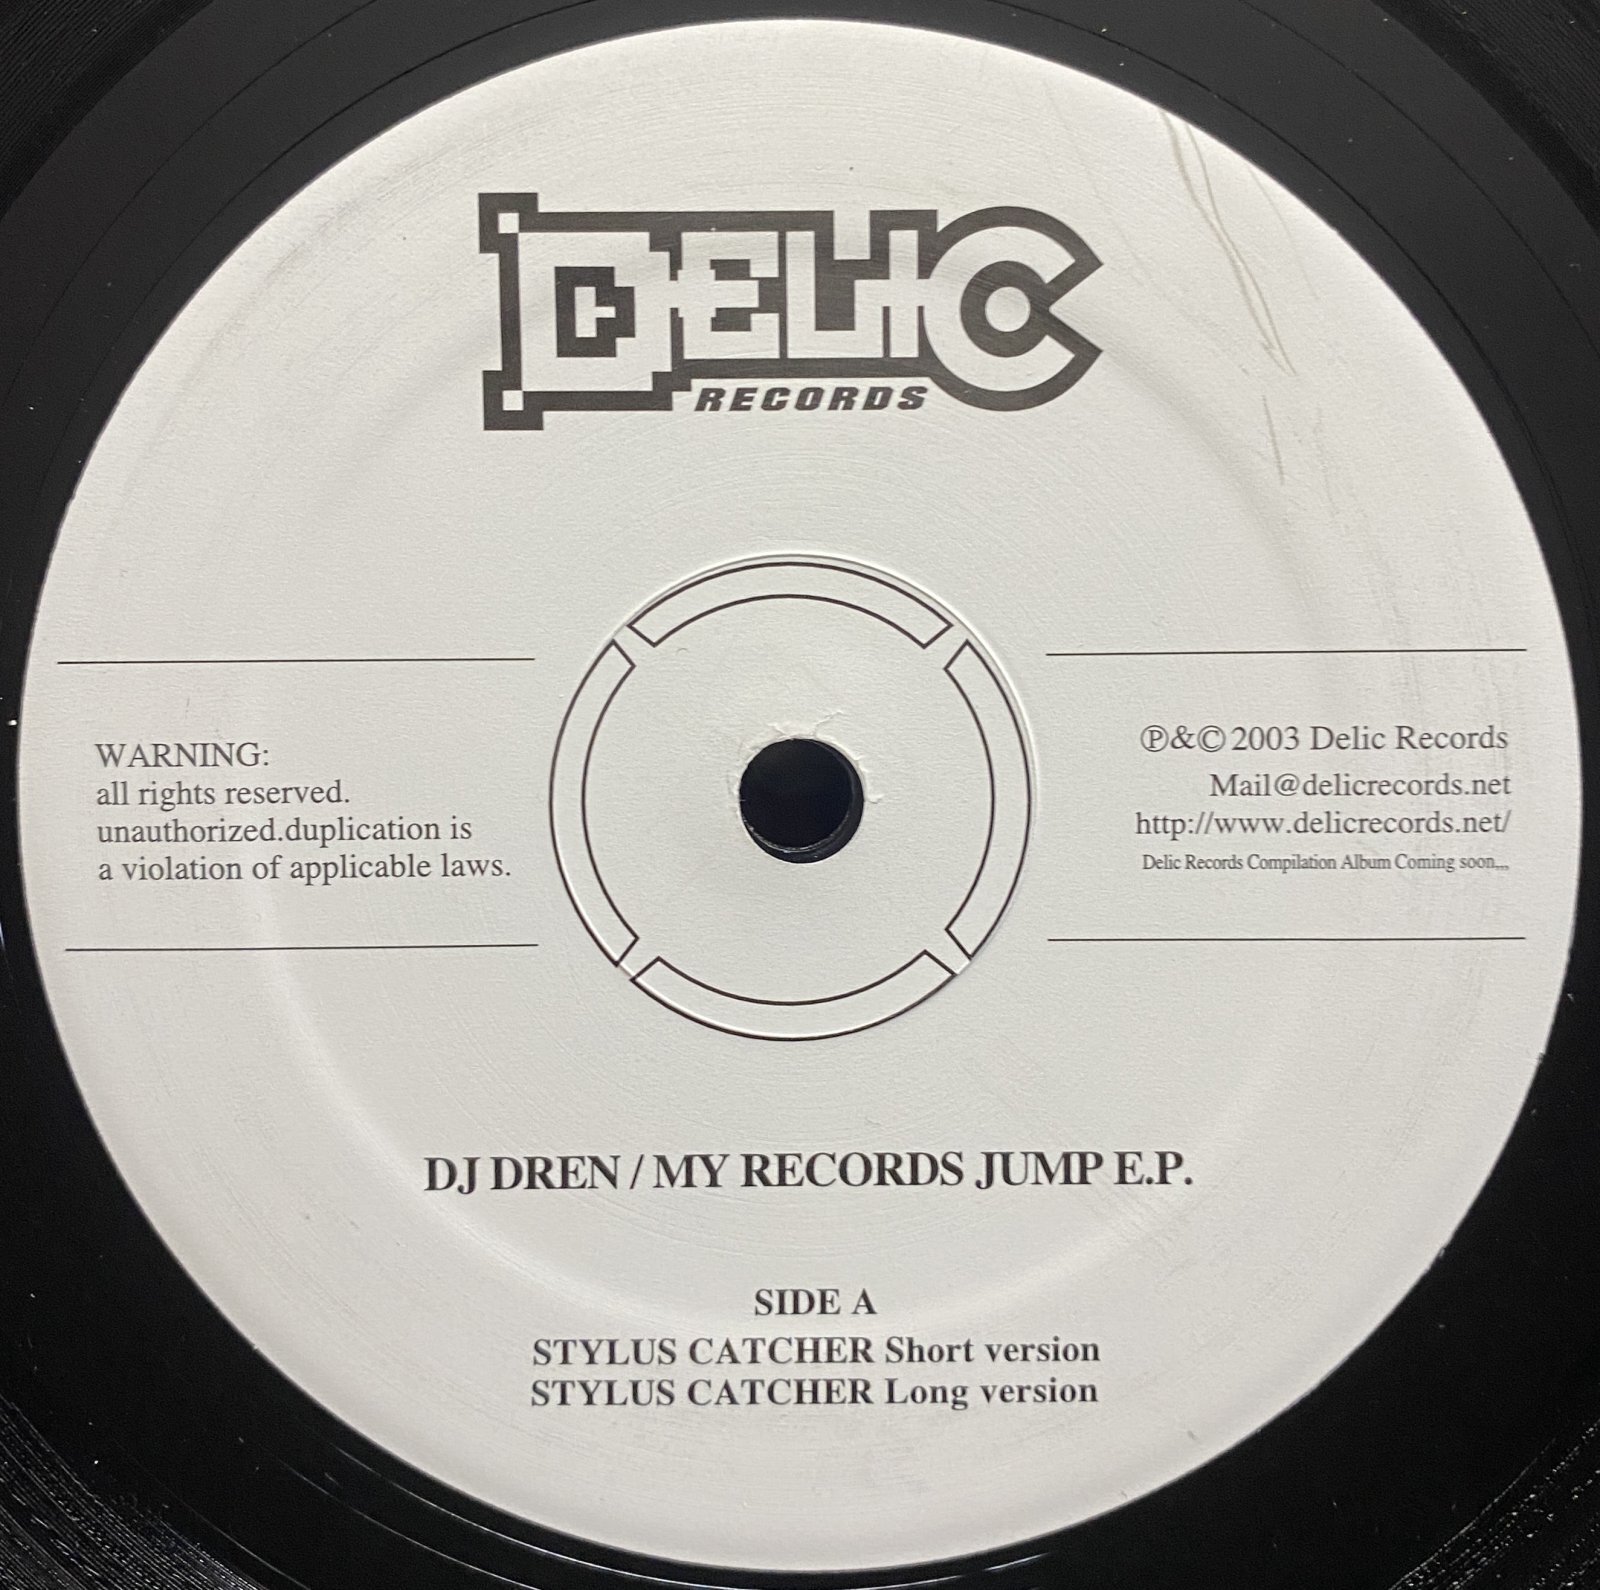 DELIC
RECORDS
WARNING:
all rights reserved.
unauthorized.duplication is
a violation of applicable laws.
℗&©2003 Delic Records
Mail@delicrecords.net
http://www.delicrecords.net/
Delic Records Compilation Album Coming soon,,,
DJ DREN / MY RECORDS JUMP E.P.
SIDE A
STYLUS CATCHER Short version
STYLUS CATCHER Long version